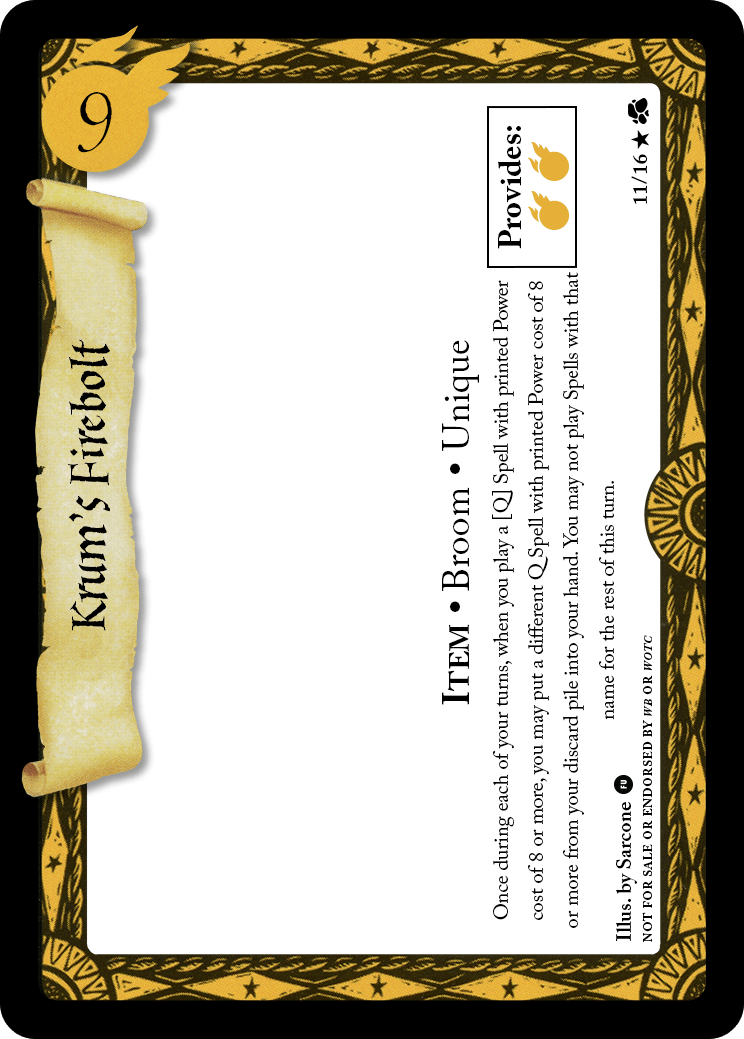 9
Krum's Firebolt
ITEM • Broom • Unique
Provides:
Once during each of your turns, when you play a [Q] Spell with printed Power
cost of 8 or more, you may put a different Q Spell with printed Power cost of 8
or more from your discard pile into your hand. You may not play Spells with that
name for the rest of this turn.
Illus. by Sarcone FU
NOT FOR SALE OR ENDORSED BY WB OR WOTC
11/16 ★